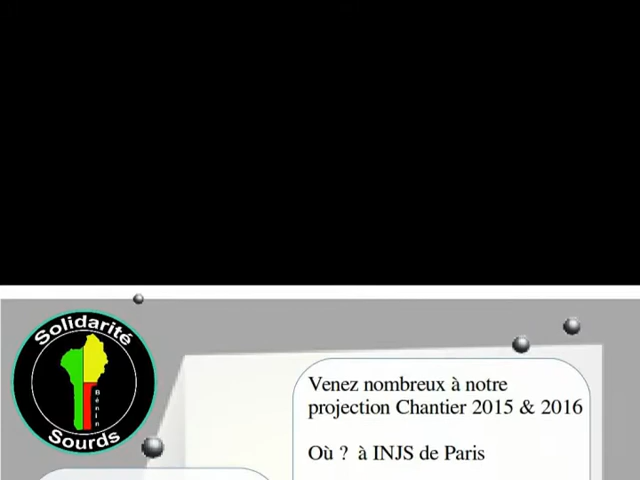 Solidarité
Bénin
Sourds
Venez nombreux à notre
projection Chantier 2015 & 2016
Où ? à INJS de Paris